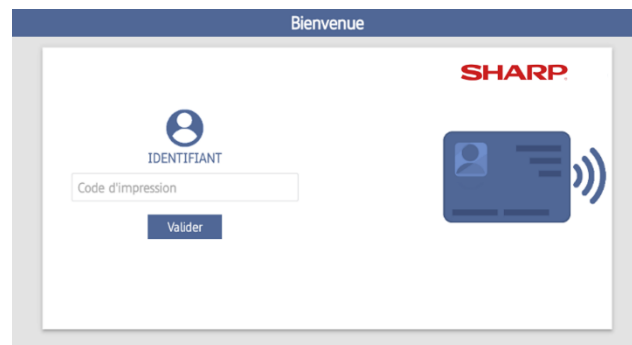 Bienvenue
SHARP
IDENTIFIANT
Code d'impression
Valider